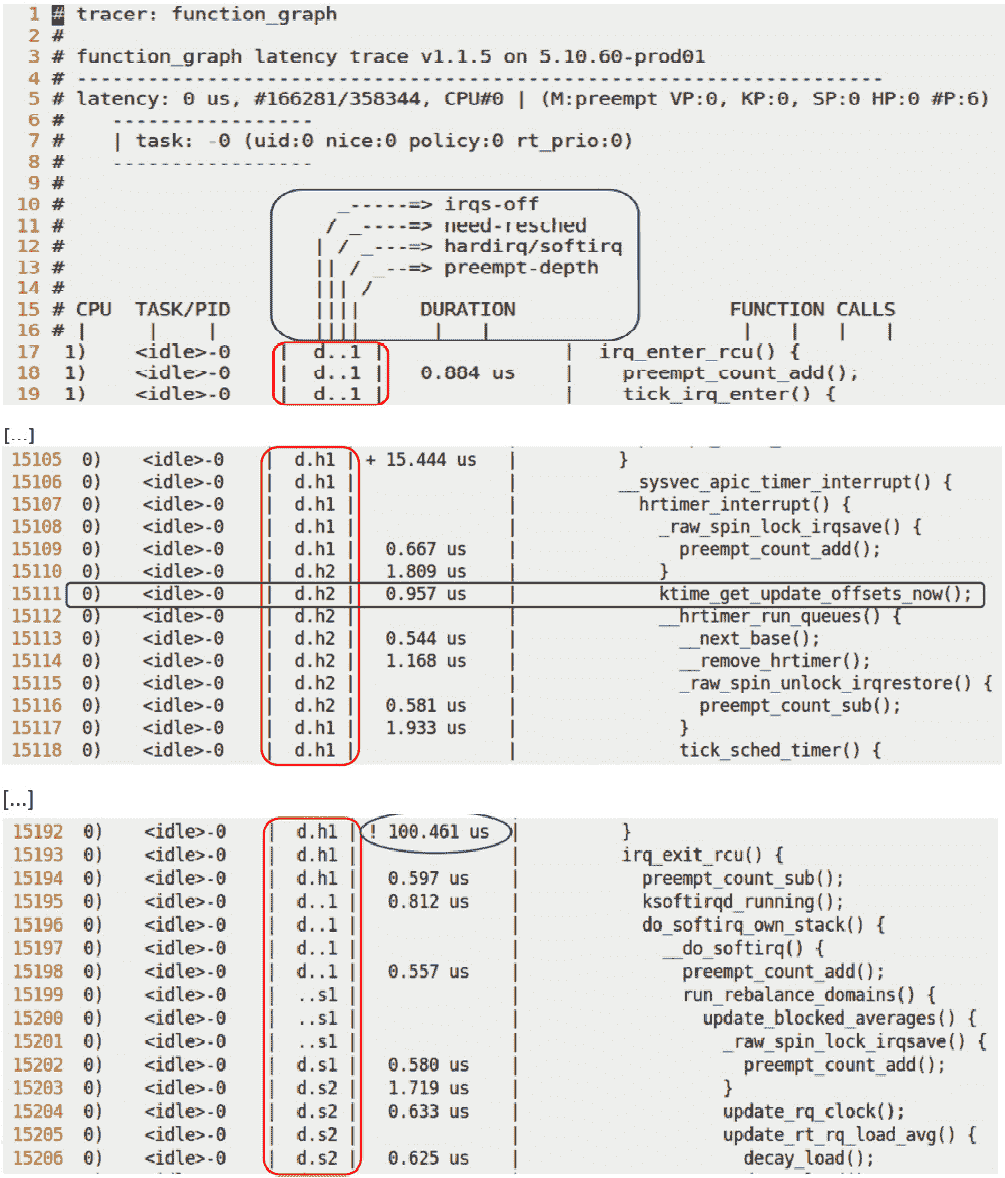 1 # tracer: function_graph
2 #
3 # function_graph latency trace v1.1.5 on 5.10.60-prod01
4 # --------------------------------------------------------------------
5 # latency: 0 us, #166281/358344, CPU#0 | (M:preempt VP:0, KP:0, SP:0 HP:0 #P:6)
6 #    -----------------
7 #    | task: -0 (uid:0 nice:0 policy:0 rt_prio:0)
8 #    -----------------
9 #
10 #                          _-----=> irqs-off
11 #                         / _----=> need-resched
12 #                        | / _---=> hardirq/softirq
13 #                        || / _--=> preempt-depth
14 #                        ||| /
15 # CPU  TASK/PID          ||||     DURATION                  FUNCTION CALLS
16 # |     |    |           ||||      |   |                     |   |   |   |
17 1)    <idle>-0    |  d..1 |               |  irq_enter_rcu() {
18 1)    <idle>-0    |  d..1 |   0.884 us    |    preempt_count_add();
19 1)    <idle>-0    |  d..1 |               |    tick_irq_enter() {
[...]
15105 0)    <idle>-0    |  d.h1 | + 15.444 us   |    }
15106 0)    <idle>-0    |  d.h1 |               |    __sysvec_apic_timer_interrupt() {
15107 0)    <idle>-0    |  d.h1 |               |      hrtimer_interrupt() {
15108 0)    <idle>-0    |  d.h1 |               |        _raw_spin_lock_irqsave() {
15109 0)    <idle>-0    |  d.h1 |   0.667 us    |          preempt_count_add();
15110 0)    <idle>-0    |  d.h2 |   1.809 us    |        }
15111 0)    <idle>-0    |  d.h2 |   0.957 us    |        ktime_get_update_offsets_now();
15112 0)    <idle>-0    |  d.h2 |               |        __hrtimer_run_queues() {
15113 0)    <idle>-0    |  d.h2 |   0.544 us    |          __next_base();
15114 0)    <idle>-0    |  d.h2 |   1.168 us    |          __remove_hrtimer();
15115 0)    <idle>-0    |  d.h2 |               |          _raw_spin_unlock_irqrestore() {
15116 0)    <idle>-0    |  d.h2 |   0.581 us    |            preempt_count_sub();
15117 0)    <idle>-0    |  d.h1 |   1.933 us    |          }
15118 0)    <idle>-0    |  d.h1 |               |          tick_sched_timer() {
[...]
15192 0)    <idle>-0    |  d.h1 | ! 100.461 us  |    }
15193 0)    <idle>-0    |  d.h1 |               |    irq_exit_rcu() {
15194 0)    <idle>-0    |  d.h1 |   0.597 us    |      preempt_count_sub();
15195 0)    <idle>-0    |  d..1 |   0.812 us    |      ksoftirqd_running();
15196 0)    <idle>-0    |  d..1 |               |      do_softirq_own_stack() {
15197 0)    <idle>-0    |  d..1 |               |        __do_softirq() {
15198 0)    <idle>-0    |  d..1 |   0.557 us    |          preempt_count_add();
15199 0)    <idle>-0    |  ..s1 |               |          run_rebalance_domains() {
15200 0)    <idle>-0    |  ..s1 |               |            update_blocked_averages() {
15201 0)    <idle>-0    |  ..s1 |               |              _raw_spin_lock_irqsave() {
15202 0)    <idle>-0    |  d.s1 |   0.580 us    |                preempt_count_add();
15203 0)    <idle>-0    |  d.s2 |   1.719 us    |              }
15204 0)    <idle>-0    |  d.s2 |   0.633 us    |              update_rq_clock();
15205 0)    <idle>-0    |  d.s2 |               |              update_rt_rq_load_avg() {
15206 0)    <idle>-0    |  d.s2 |   0.625 us    |                decay_load();